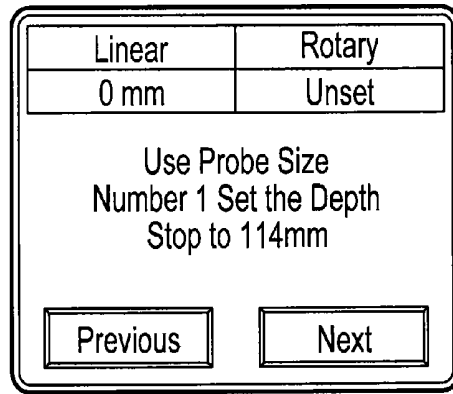 Linear Rotary
0 mm Unset
Use Probe Size
Number 1 Set the Depth
Stop to 114mm
Previous Next